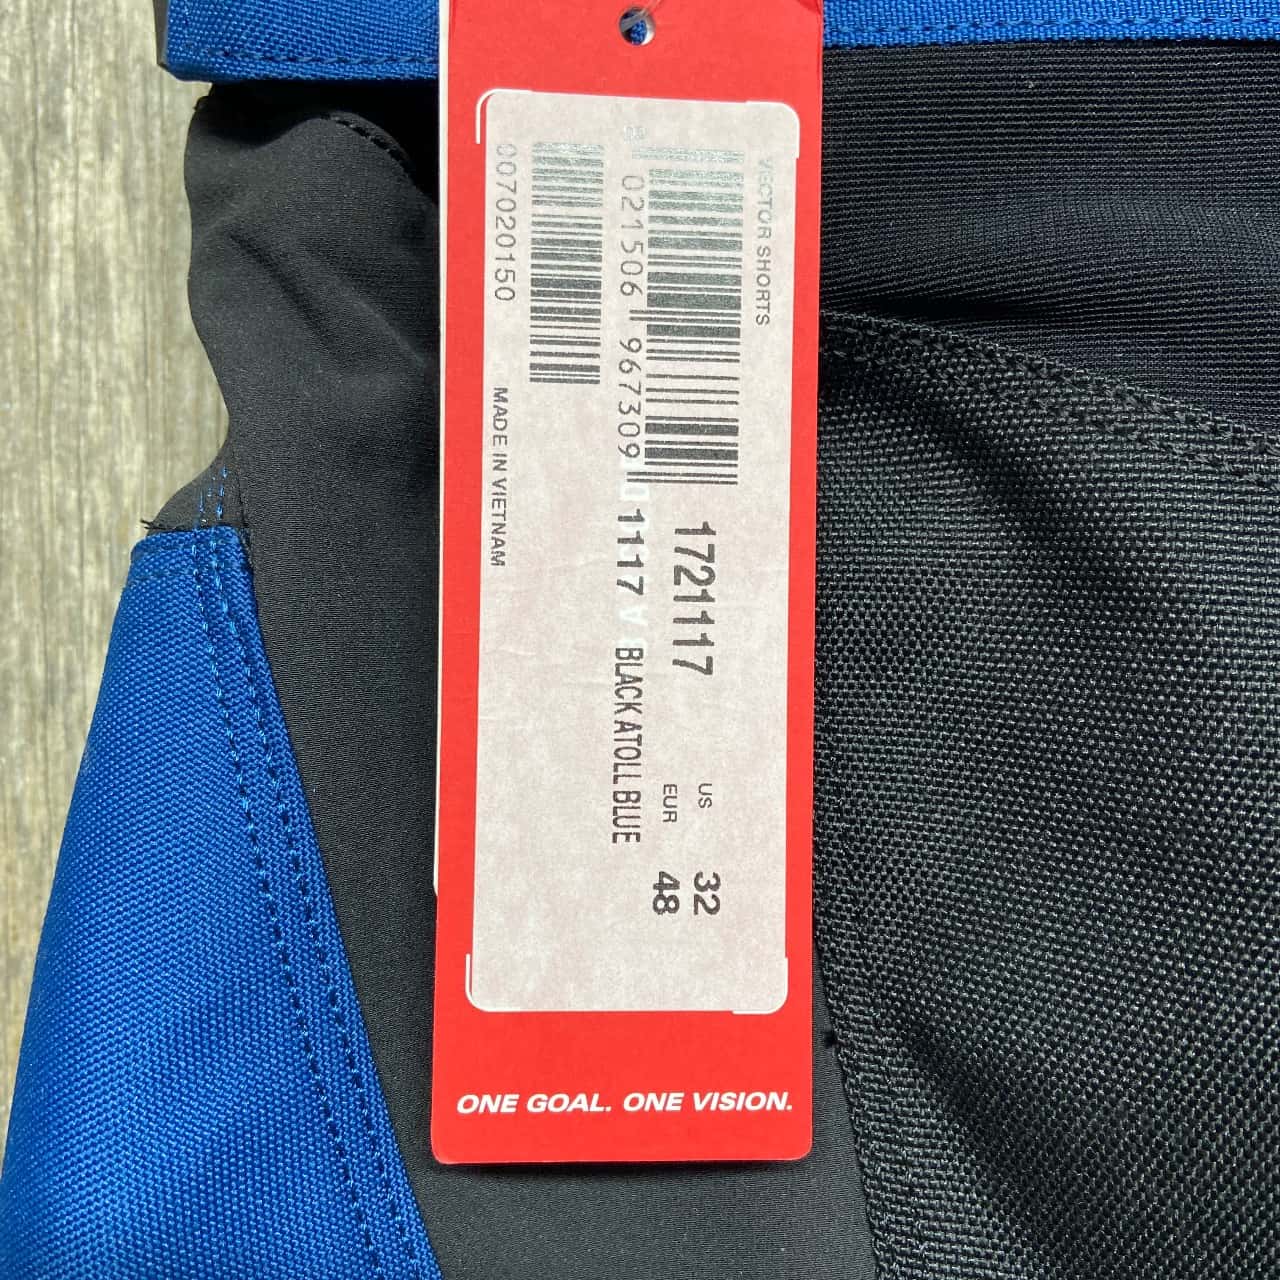 VECTOR SHORTS
8 021506 967309
007020150
MADE IN VIETNAM
1721117
1117 BLACK ATOLL BLUE
US 32
EUR 48
ONE GOAL. ONE VISION.